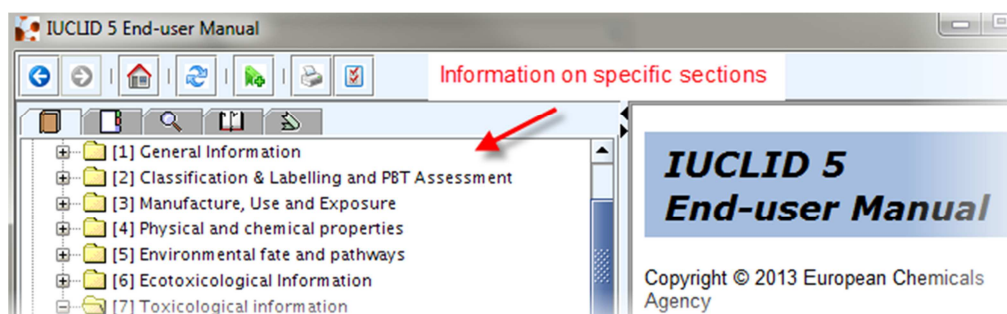 IUCLID 5 End-user Manual
Information on specific sections
[1] General Information
[2] Classification & Labelling and PBT Assessment
[3] Manufacture, Use and Exposure
[4] Physical and chemical properties
[5] Environmental fate and pathways
[6] Ecotoxicological Information
[7] Toxicological information
IUCLID 5
End-user Manual
Copyright © 2013 European Chemicals
Agency